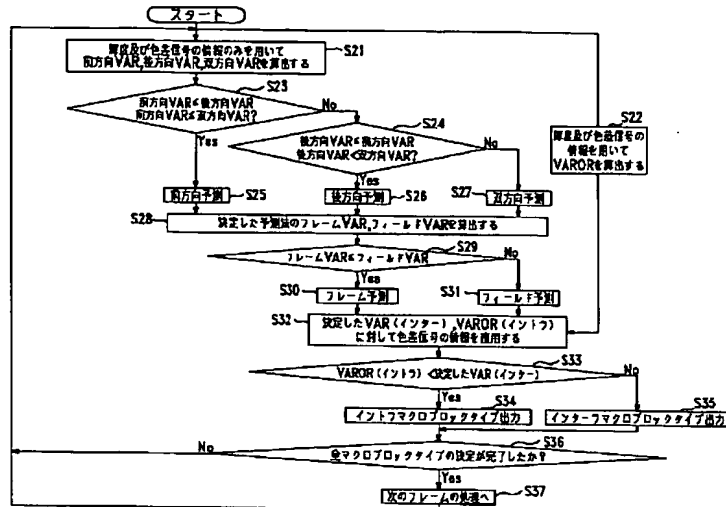 スタート
S21
輝度及び色差信号の情報のみを用いて
前方向VAR,後方向VAR,双方向VARを算出する
S23
前方向VAR≤後方向VAR
前方向VAR≤双方向VAR?
No
Yes
S24
後方向VAR≤前方向VAR
後方向VAR<双方向VAR?
No
Yes
S22
輝度及び色差信号の
情報を用いて
VARORを算出する
前方向予測
S25
後方向予測
S26
S27
双方向予測
S28
決定した予測法のフレームVAR,フィールドVARを算出する
S29
フレームVAR≤フィールドVAR
No
Yes
S30
フレーム予測
S31
フィールド予測
S32
決定したVAR(インター),VAROR(イントラ)
に対して色差信号の情報を適用する
S33
VAROR(イントラ)<決定したVAR(インター)
No
Yes
S34
イントラマクロブロックタイプ出力
S35
インターマクロブロックタイプ出力
S36
全マクロブロックタイプの決定が完了したか?
No
Yes
次のフレームの処理へ
S37